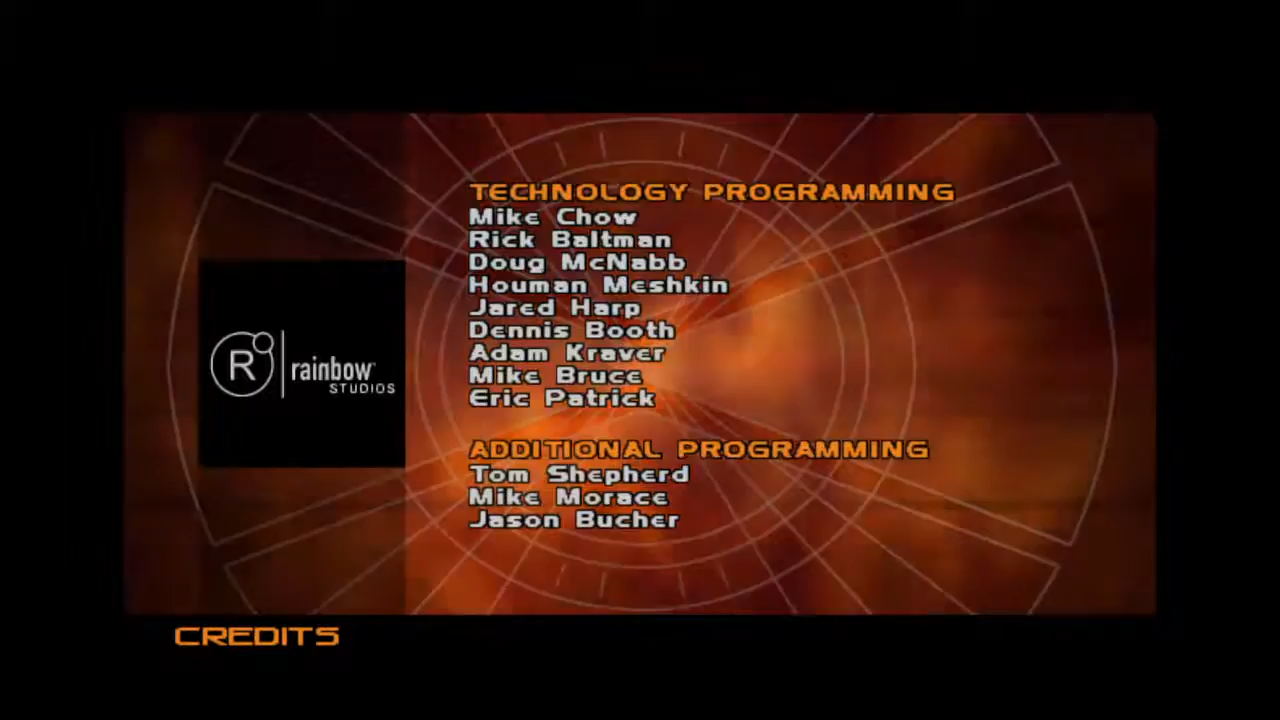 TECHNOLOGY PROGRAMMING
Mike Chow
Rick Baltman
Doug McNabb
Houman Meshkin
Jared Harp
Dennis Booth
Adam Kraver
Mike Bruce
Eric Patrick
ADDITIONAL PROGRAMMING
Tom Shepherd
Mike Morace
Jason Bucher
R rainbow
STUDIOS
CREDITS